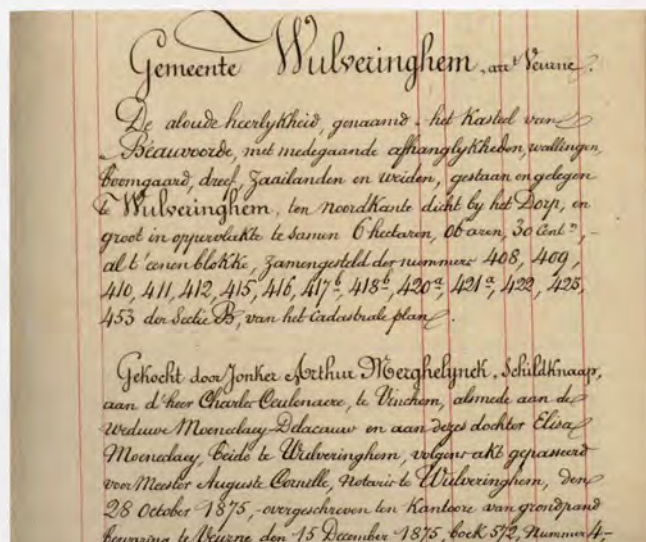 Gemeente Wulveringhem, arrt Veurne.
De aloude heerlykheid, genaamd "het Kasteel van
Beauvoorde, met medegaande afhanglykheden, wallingen,
boomgaard, dreef, Zaailanden en weiden, gestaan en gelegen
te Wulveringhem, ten noordkante dicht by het Dorp, en
groot in oppervlakte te samen 6 hectaren, 06 aren, 30 Centn, -
al t'eenen blokke, zamengesteld der nummers 408, 409,
410, 411, 412, 415, 416, 417b, 418b, 420a, 421a, 422, 425,
453 der Sectie B, van het Cadastrale plan.
Gekocht door Jonker Arthur Merghelynck, Schildknaap,
aan d'heer Charles Ceulenaere, te Vinchem, alsmede aan de
Weduwe Moeneclaey-Delacauw en aan dezes dochter Elisa
Moeneclaey, beide te Wulveringhem, volgens akt gepasseerd
voor Meester Auguste Cornille, Notaris te Wulveringhem, den
28 October 1875, - overgeschreven ten Kantoore van grondpand
bewaring te Veurne den 15 December 1875, boek 572, Nummer 4-